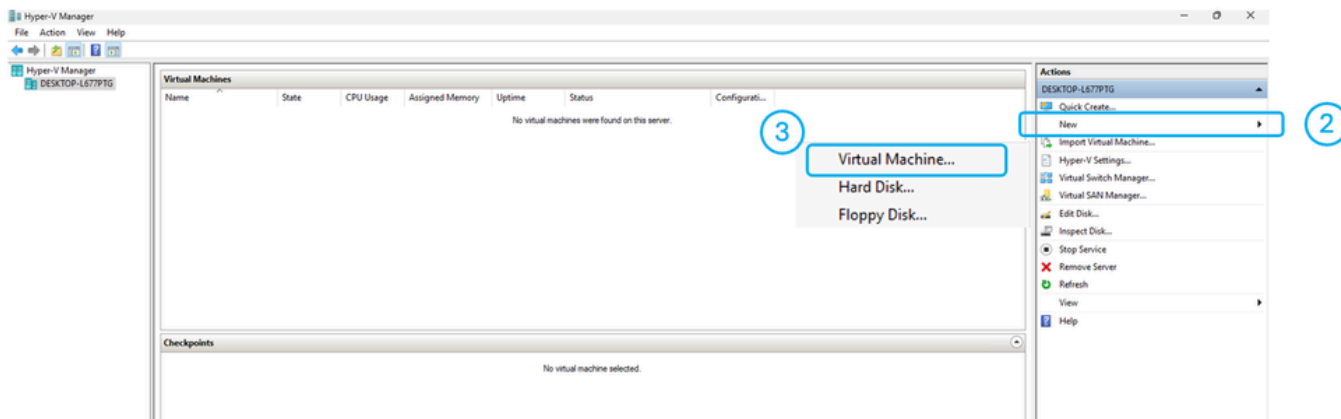 Hyper-V Manager
File Action View Help
Hyper-V Manager
DESKTOP-L677PTG
Virtual Machines
Name State CPU Usage Assigned Memory Uptime Status Configurati...
No virtual machines were found on this server.
3
Virtual Machine...
Hard Disk...
Floppy Disk...
Checkpoints
No virtual machine selected.
Actions
DESKTOP-L677PTG
Quick Create...
New
2
Import Virtual Machine...
Hyper-V Settings...
Virtual Switch Manager...
Virtual SAN Manager...
Edit Disk...
Inspect Disk...
Stop Service
Remove Server
Refresh
View
Help